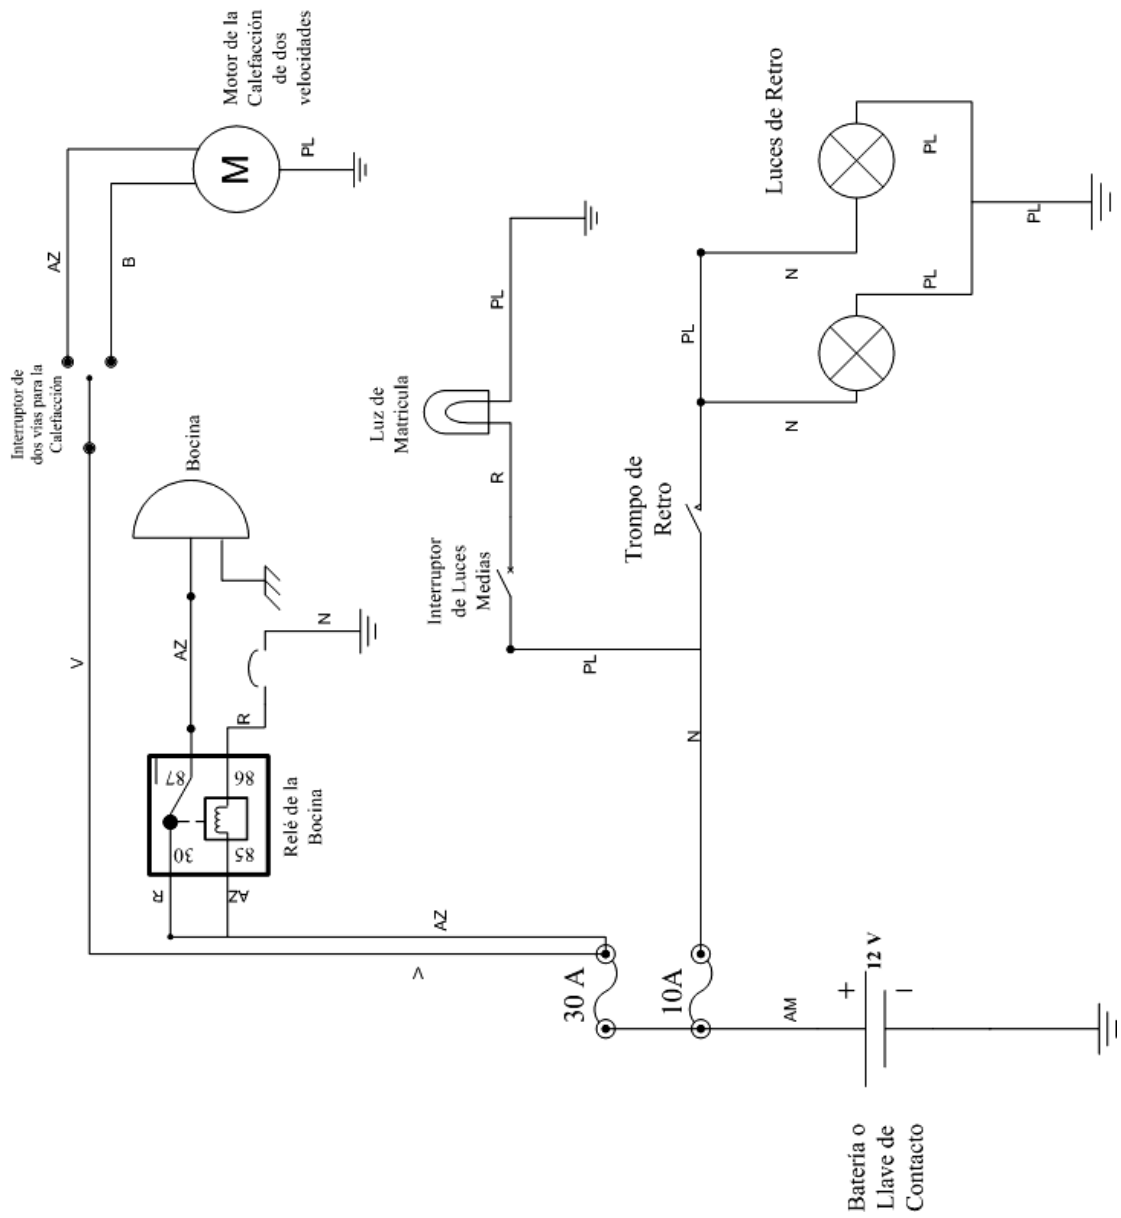 Interruptor de
dos vías para la
Calefacción
AZ
V
B
R
30
87
AZ
Bocina
AZ
85
86
R
Relé de la
Bocina
N
Motor de la
Calefacción
de dos
velocidades
M
PL
Luz de
Matricula
V
AZ
Interruptor
de Luces
Medias
R
PL
30 A
PL
Trompo de
Retro
10A
N
PL
Luces de Retro
AM
N
N
Batería o
Llave de
Contacto
+
12 V
−
PL
PL
PL